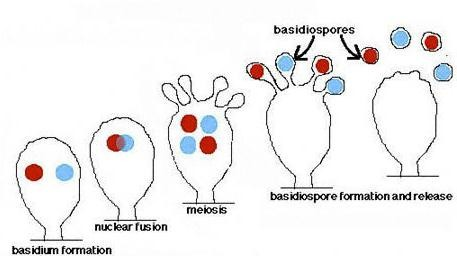 basidiospores
basidium formation
nuclear fusion
meiosis
basidiospore formation and release